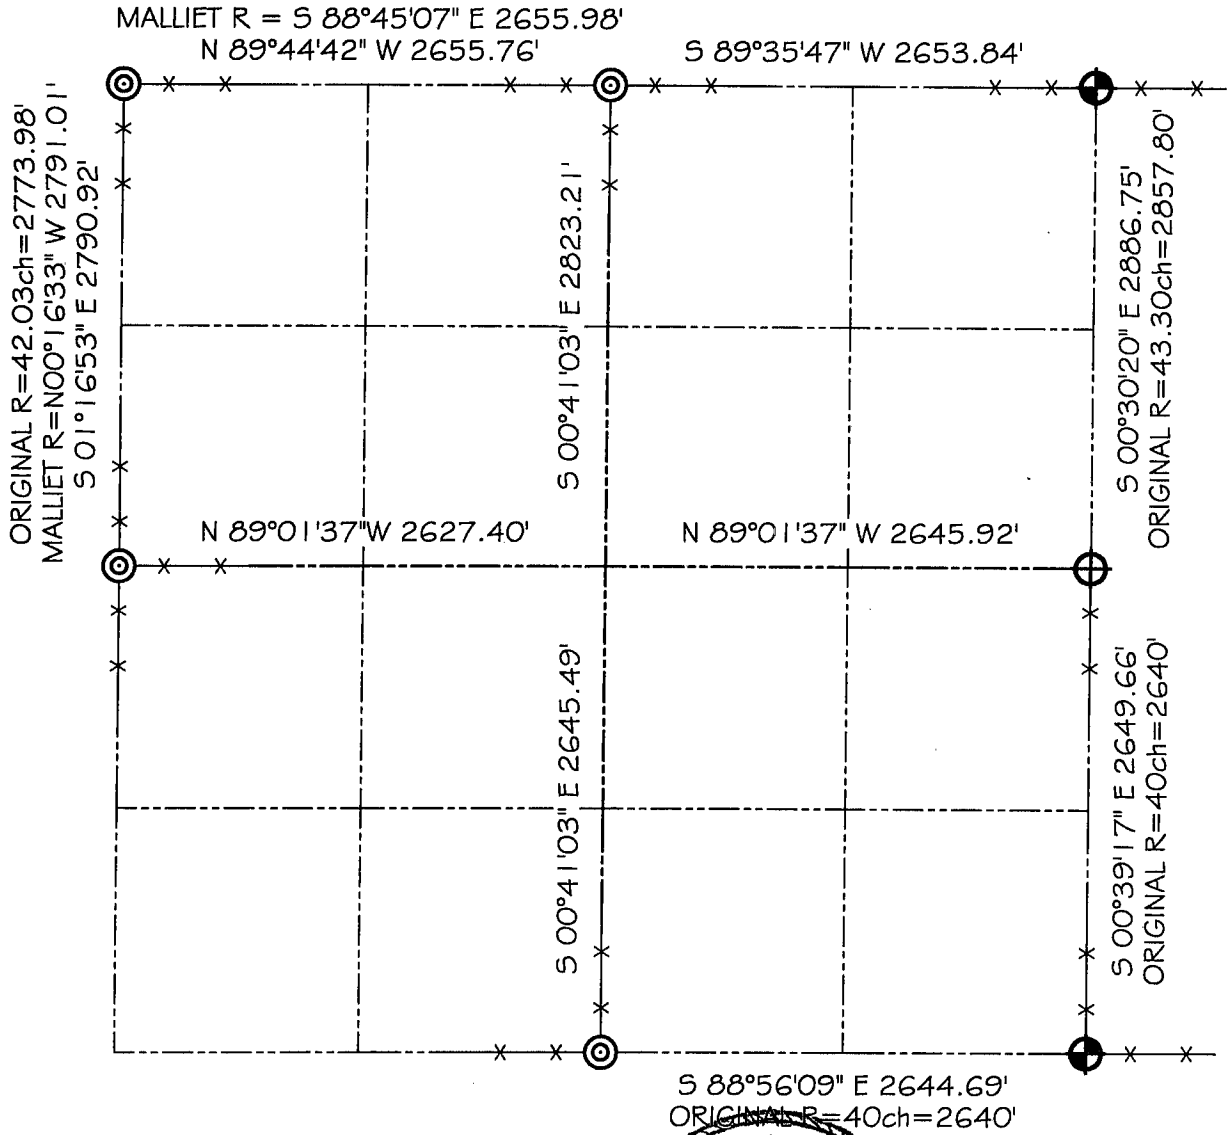 MALLIET R = S 88°45'07" E 2655.98'
N 89°44'42" W 2655.76'
S 89°35'47" W 2653.84'
ORIGINAL R=42.03ch=2773.98'
MALLIET R=N00°16'33" W 2791.01'
S 01°16'53" E 2790.92'
S 00°41'03" E 2823.21'
S 00°30'20" E 2886.75'
ORIGINAL R=43.30ch=2857.80'
N 89°01'37"W 2627.40'
N 89°01'37" W 2645.92'
S 00°41'03" E 2645.49'
S 00°39'17" E 2649.66'
ORIGINAL R=40ch=2640'
S 88°56'09" E 2644.69'
ORIGINAL R=40ch=2640'